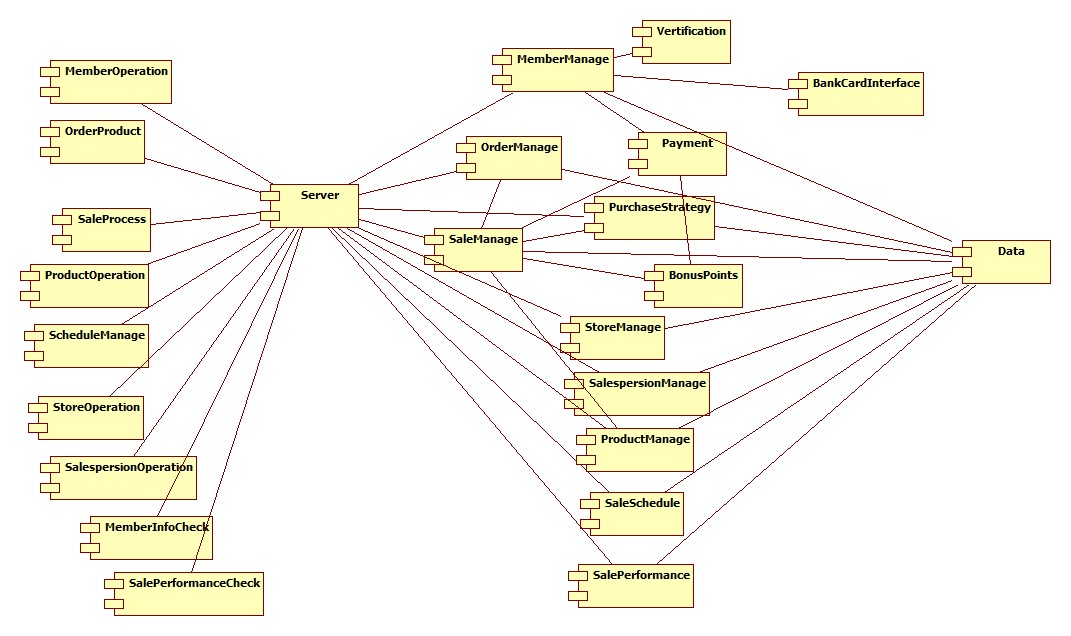 Vertification
MemberManage
MemberOperation
BankCardInterface
OrderProduct
OrderManage
Payment
Server
PurchaseStrategy
SaleProcess
SaleManage
Data
ProductOperation
BonusPoints
ScheduleManage
StoreManage
SalespersionManage
StoreOperation
ProductManage
SalespersionOperation
SaleSchedule
MemberInfoCheck
SalePerformance
SalePerformanceCheck